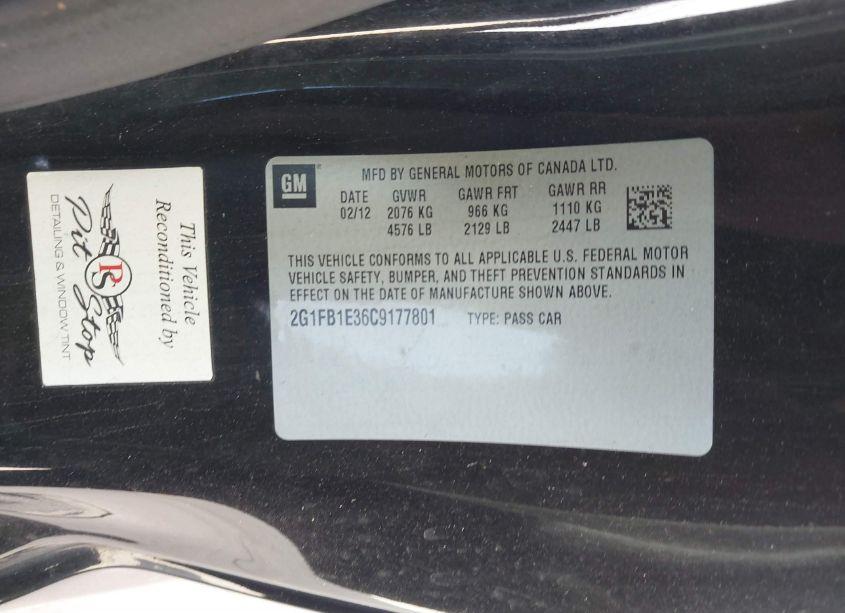 GM
MFD BY GENERAL MOTORS OF CANADA LTD.
DATE GVWR GAWR FRT GAWR RR
02/12 2076 KG 966 KG 1110 KG
4576 LB 2129 LB 2447 LB
THIS VEHICLE CONFORMS TO ALL APPLICABLE U.S. FEDERAL MOTOR
VEHICLE SAFETY, BUMPER, AND THEFT PREVENTION STANDARDS IN
EFFECT ON THE DATE OF MANUFACTURE SHOWN ABOVE.
2G1FB1E36C9177801 TYPE: PASS CAR
This Vehicle
Reconditioned by
PS
Pit Stop
DETAILING & WINDOW TINT